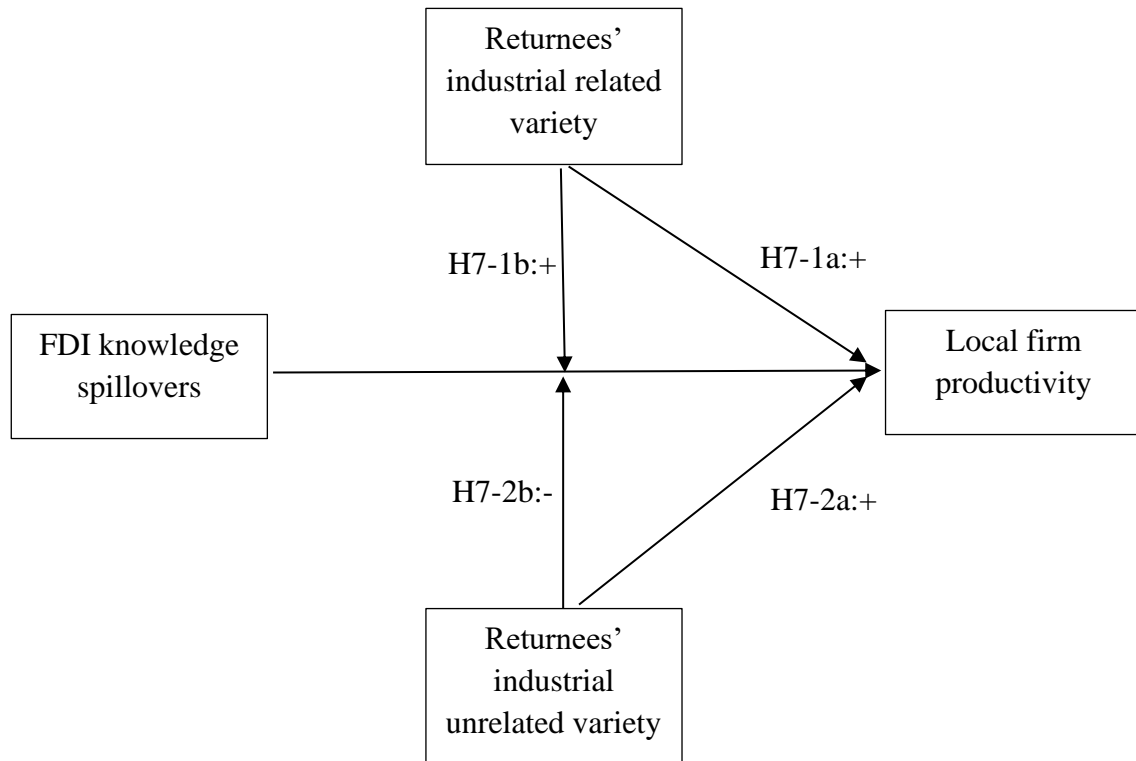 Returnees’
industrial related
variety
H7-1b:+
H7-1a:+
FDI knowledge
spillovers
Local firm
productivity
H7-2b:-
H7-2a:+
Returnees’
industrial
unrelated variety